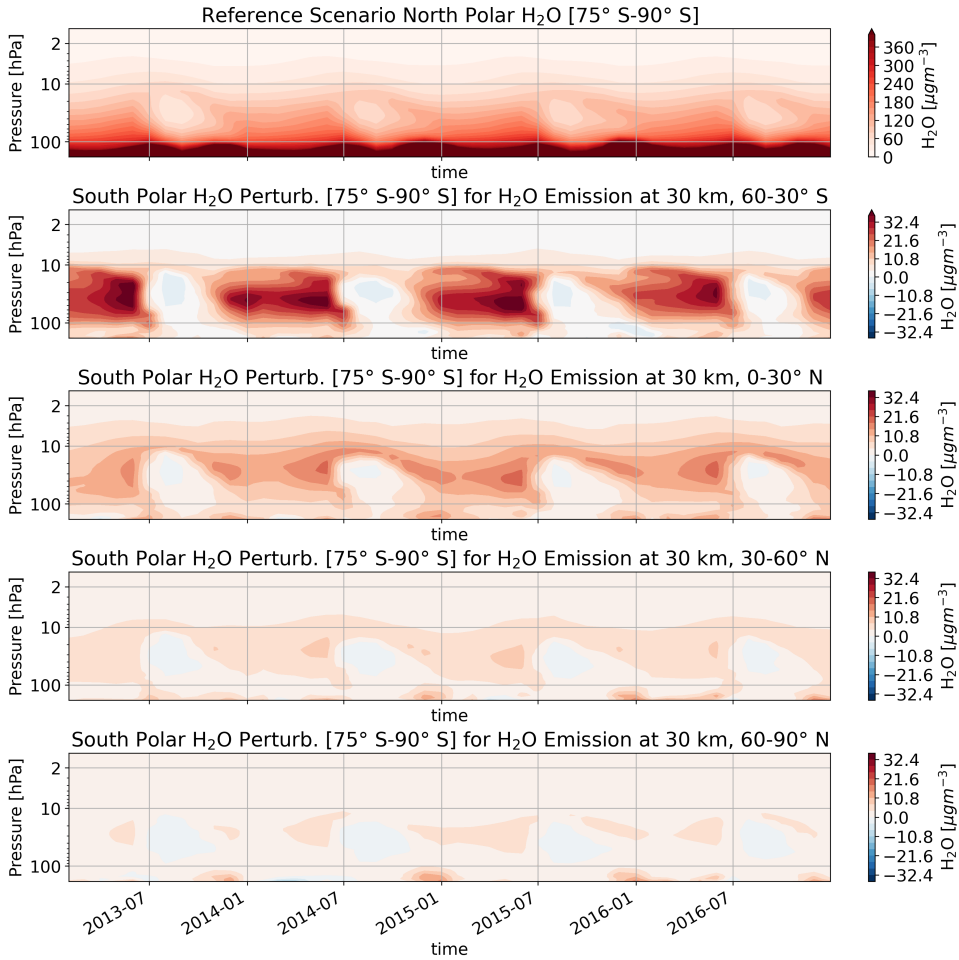 Reference Scenario North Polar H₂O [75° S-90° S]
Pressure [hPa]
2
10
100
time
360
300
240
180
120
60
0
H₂O [μgm⁻³]
South Polar H₂O Perturb. [75° S-90° S] for H₂O Emission at 30 km, 60-30° S
Pressure [hPa]
2
10
100
time
32.4
21.6
10.8
0.0
−10.8
−21.6
−32.4
H₂O [μgm⁻³]
South Polar H₂O Perturb. [75° S-90° S] for H₂O Emission at 30 km, 0-30° N
Pressure [hPa]
2
10
100
time
32.4
21.6
10.8
0.0
−10.8
−21.6
−32.4
H₂O [μgm⁻³]
South Polar H₂O Perturb. [75° S-90° S] for H₂O Emission at 30 km, 30-60° N
Pressure [hPa]
2
10
100
time
32.4
21.6
10.8
0.0
−10.8
−21.6
−32.4
H₂O [μgm⁻³]
South Polar H₂O Perturb. [75° S-90° S] for H₂O Emission at 30 km, 60-90° N
Pressure [hPa]
2
10
100
2013-07
2014-01
2014-07
2015-01
2015-07
2016-01
2016-07
time
32.4
21.6
10.8
0.0
−10.8
−21.6
−32.4
H₂O [μgm⁻³]